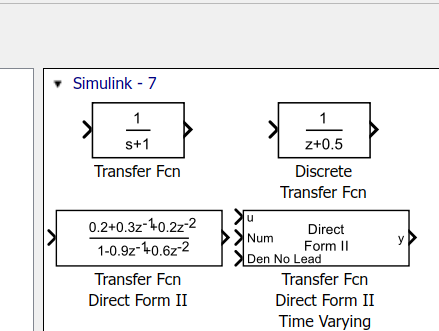 Simulink - 7
1
s+1
Transfer Fcn
1
z+0.5
Discrete
Transfer Fcn
0.2+0.3z-1+0.2z-2
1-0.9z-1+0.6z-2
Transfer Fcn
Direct Form II
u
Num
Den No Lead
Direct
Form II
y
Transfer Fcn
Direct Form II
Time Varying